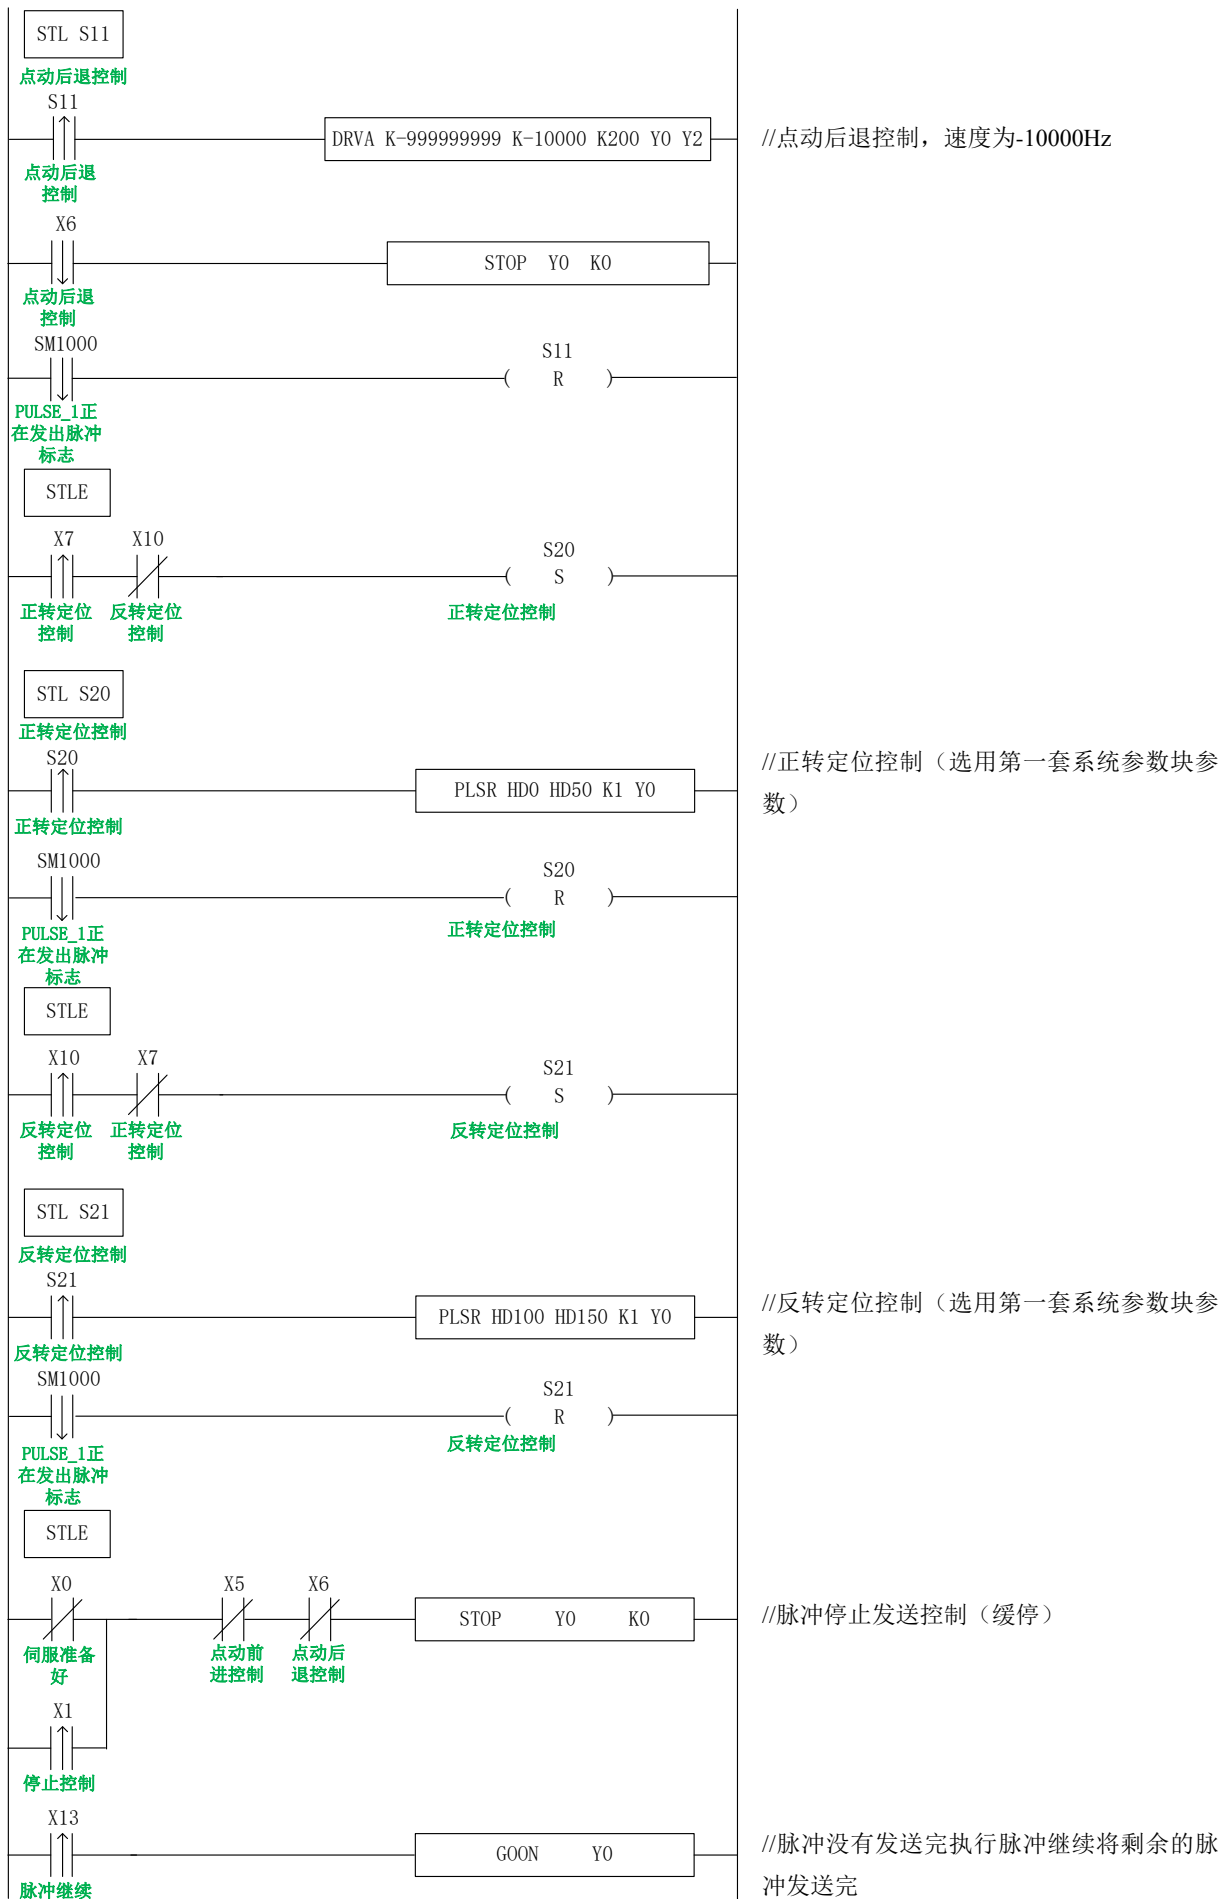 STL S11
点动后退控制
S11
DRVA K-999999999 K-10000 K200 Y0 Y2
//点动后退控制，速度为-10000Hz
点动后退
控制
X6
STOP Y0 K0
点动后退
控制
SM1000
S11
( R )
PULSE_1正
在发出脉冲
标志
STLE
X7 X10
S20
( S )
正转定位 反转定位 正转定位控制
控制 控制
STL S20
正转定位控制
S20
//正转定位控制（选用第一套系统参数块参
PLSR HD0 HD50 K1 Y0
数）
正转定位控制
SM1000
S20
( R )
正转定位控制
PULSE_1正
在发出脉冲
标志
STLE
X10 X7
S21
( S )
反转定位 正转定位 反转定位控制
控制 控制
STL S21
反转定位控制
S21
//反转定位控制（选用第一套系统参数块参
PLSR HD100 HD150 K1 Y0
数）
反转定位控制
SM1000
S21
( R )
反转定位控制
PULSE_1正
在发出脉冲
标志
STLE
X0 X5 X6
STOP Y0 K0
//脉冲停止发送控制（缓停）
伺服准备 点动前 点动后
好 进控制 退控制
X1
停止控制
X13
//脉冲没有发送完执行脉冲继续将剩余的脉
GOON Y0
冲发送完
脉冲继续